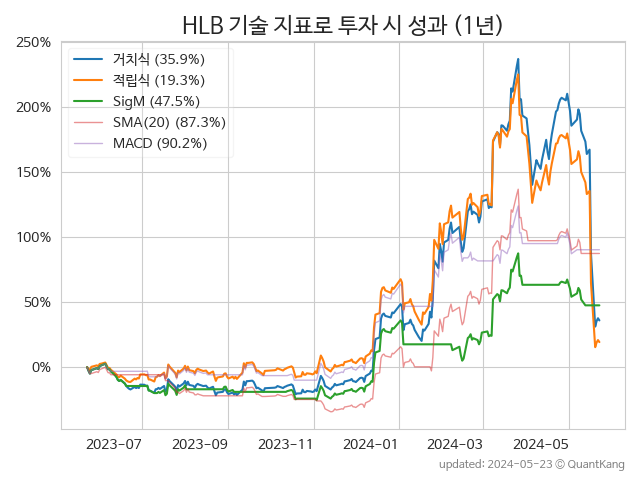 HLB 기술 지표로 투자 시 성과 (1년)
250%
200%
150%
100%
50%
0%
거치식 (35.9%)
적립식 (19.3%)
SigM (47.5%)
SMA(20) (87.3%)
MACD (90.2%)
2023-07 2023-09 2023-11 2024-01 2024-03 2024-05
updated: 2024-05-23 © QuantKang